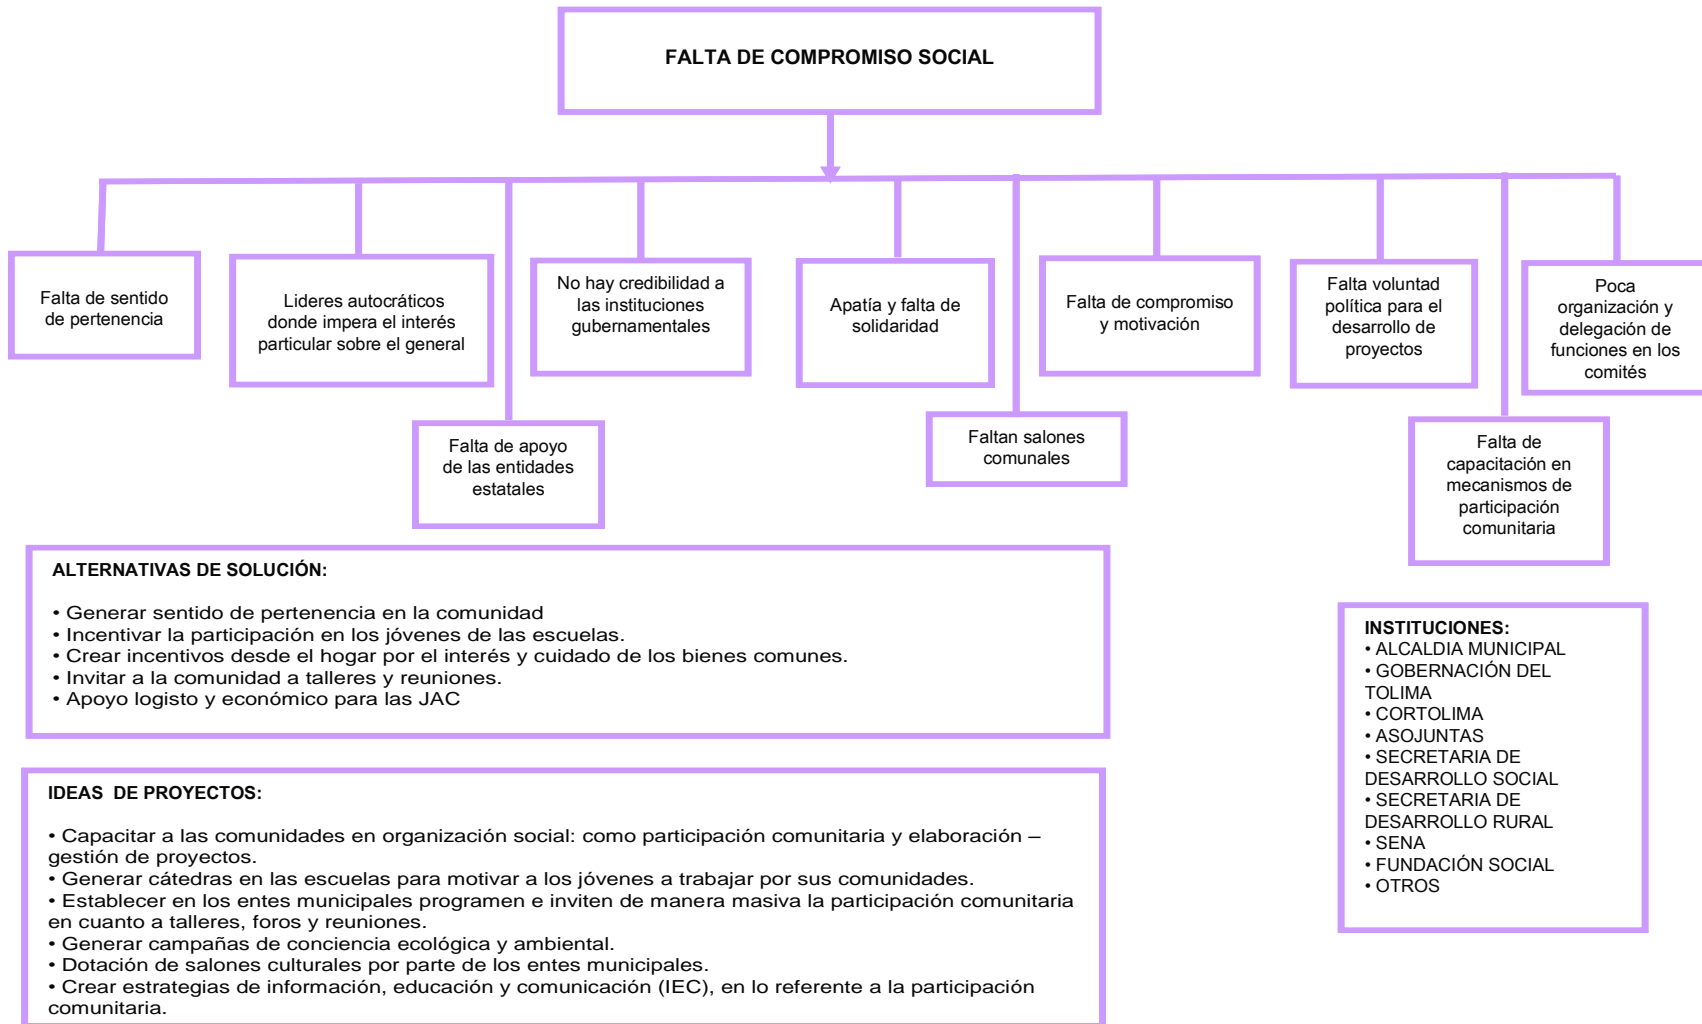 FALTA DE COMPROMISO SOCIAL
Falta de sentido
de pertenencia
Lideres autocráticos
donde impera el interés
particular sobre el general
No hay credibilidad a
las instituciones
gubernamentales
Apatía y falta de
solidaridad
Falta de compromiso
y motivación
Falta voluntad
política para el
desarrollo de
proyectos
Poca
organización y
delegación de
funciones en los
comités
Falta de apoyo
de las entidades
estatales
Faltan salones
comunales
Falta de
capacitación en
mecanismos de
participación
comunitaria
ALTERNATIVAS DE SOLUCIÓN:
• Generar sentido de pertenencia en la comunidad
• Incentivar la participación en los jóvenes de las escuelas.
• Crear incentivos desde el hogar por el interés y cuidado de los bienes comunes.
• Invitar a la comunidad a talleres y reuniones.
• Apoyo logisto y económico para las JAC
INSTITUCIONES:
• ALCALDIA MUNICIPAL
• GOBERNACIÓN DEL
TOLIMA
• CORTOLIMA
• ASOJUNTAS
• SECRETARIA DE
DESARROLLO SOCIAL
• SECRETARIA DE
DESARROLLO RURAL
• SENA
• FUNDACIÓN SOCIAL
• OTROS
IDEAS  DE PROYECTOS:
• Capacitar a las comunidades en organización social: como participación comunitaria y elaboración –
gestión de proyectos.
• Generar cátedras en las escuelas para motivar a los jóvenes a trabajar por sus comunidades.
• Establecer en los entes municipales programen e inviten de manera masiva la participación comunitaria
en cuanto a talleres, foros y reuniones.
• Generar campañas de conciencia ecológica y ambiental.
• Dotación de salones culturales por parte de los entes municipales.
• Crear estrategias de información, educación y comunicación (IEC), en lo referente a la participación
comunitaria.